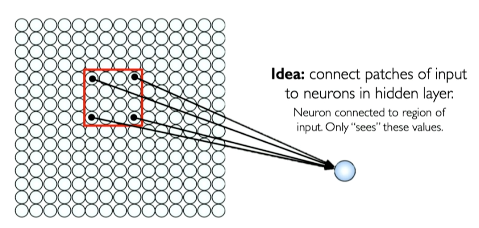 Idea: connect patches of input
to neurons in hidden layer.
Neuron connected to region of
input. Only “sees” these values.